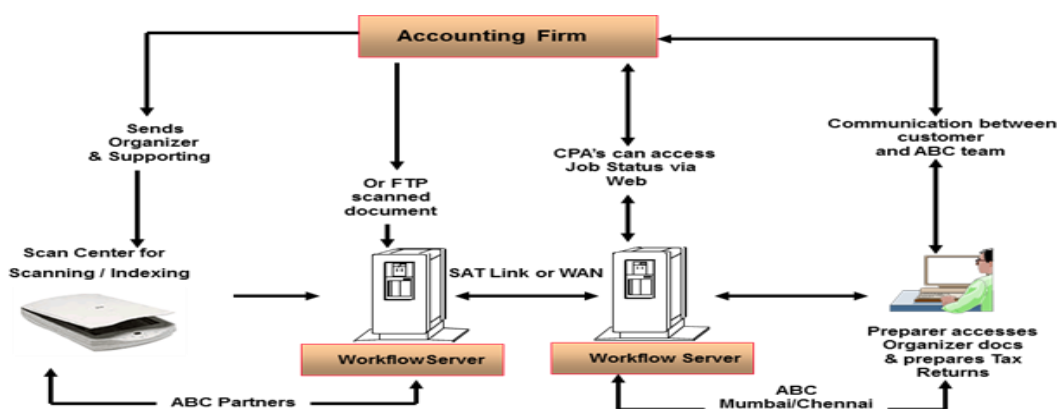 Accounting Firm
Sends
Organizer
& Supporting
Or FTP
scanned
document
CPA's can access
Job Status via
Web
Communication between
customer
and ABC team
Scan Center for
Scanning / Indexing
SAT Link or WAN
WorkflowServer
Workflow Server
Preparer accesses
Organizer docs
& prepares Tax
Returns
ABC Partners
ABC
Mumbai/Chennai